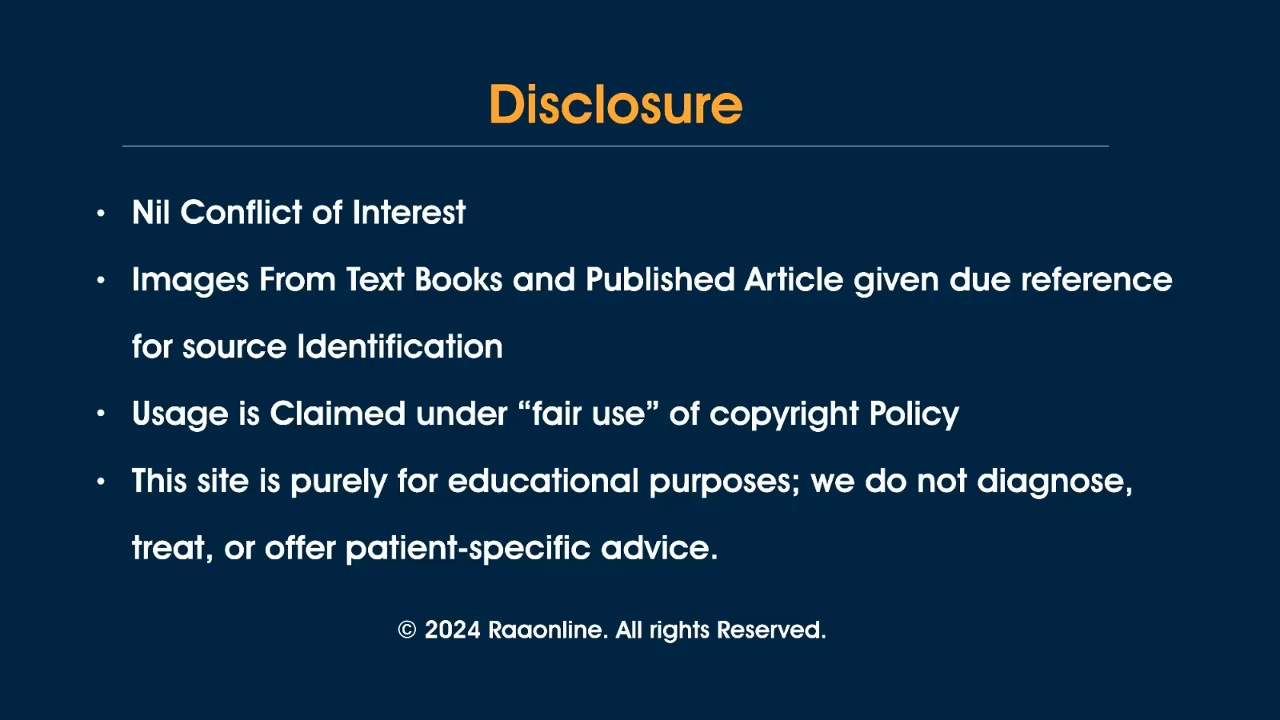 Disclosure
• Nil Conflict of Interest
• Images From Text Books and Published Article given due reference
for source Identification
• Usage is Claimed under “fair use” of copyright Policy
• This site is purely for educational purposes; we do not diagnose,
treat, or offer patient-specific advice.
© 2024 Raaonline. All rights Reserved.